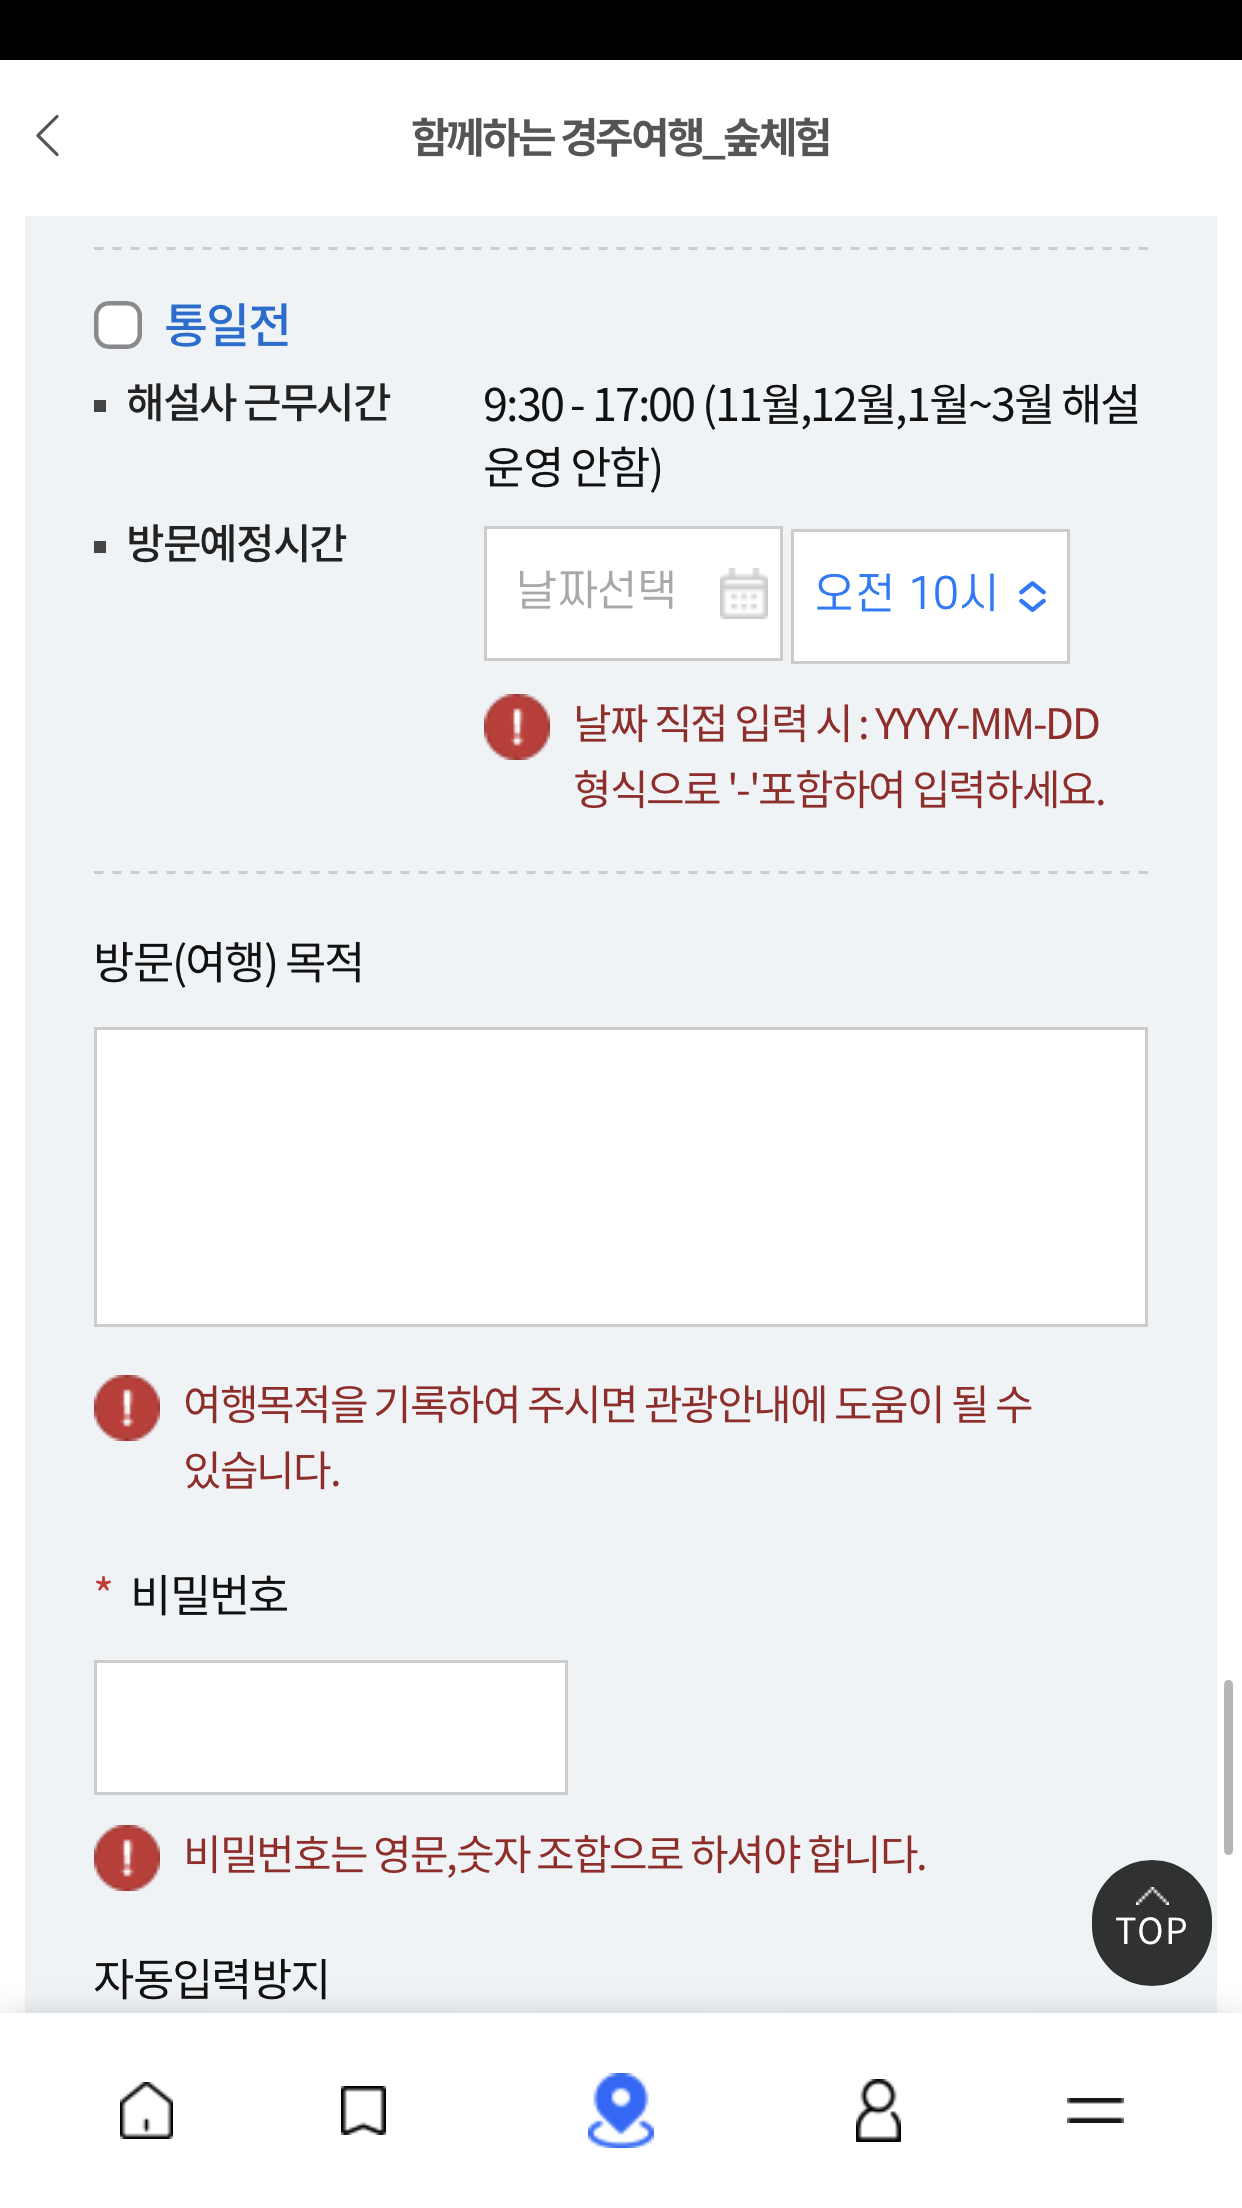 함께하는 경주여행_숲체험
통일전
해설사 근무시간
9:30 - 17:00 (11월,12월,1월~3월 해설
운영 안함)
방문예정시간
날짜선택
오전 10시
날짜 직접 입력 시 : YYYY-MM-DD
형식으로 '-'포함하여 입력하세요.
방문(여행) 목적
여행목적을 기록하여 주시면 관광안내에 도움이 될 수
있습니다.
* 비밀번호
비밀번호는 영문,숫자 조합으로 하셔야 합니다.
TOP
자동입력방지